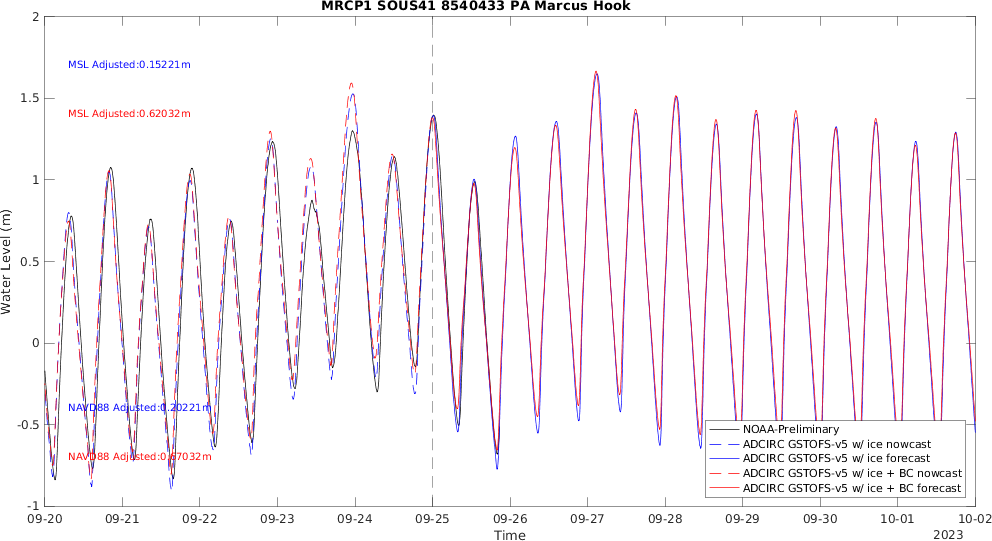 MRCP1 SOUS41 8540433 PA Marcus Hook
2
1.5
1
0.5
0
-0.5
-1
Water Level (m)
MSL Adjusted:0.15221m
MSL Adjusted:0.62032m
NAVD88 Adjusted:0.20221m
NAVD88 Adjusted:0.67032m
NOAA-Preliminary
ADCIRC GSTOFS-v5 w/ ice nowcast
ADCIRC GSTOFS-v5 w/ ice forecast
ADCIRC GSTOFS-v5 w/ ice + BC nowcast
ADCIRC GSTOFS-v5 w/ ice + BC forecast
09-20 09-21 09-22 09-23 09-24 09-25 09-26 09-27 09-28 09-29 09-30 10-01 10-02
Time
2023